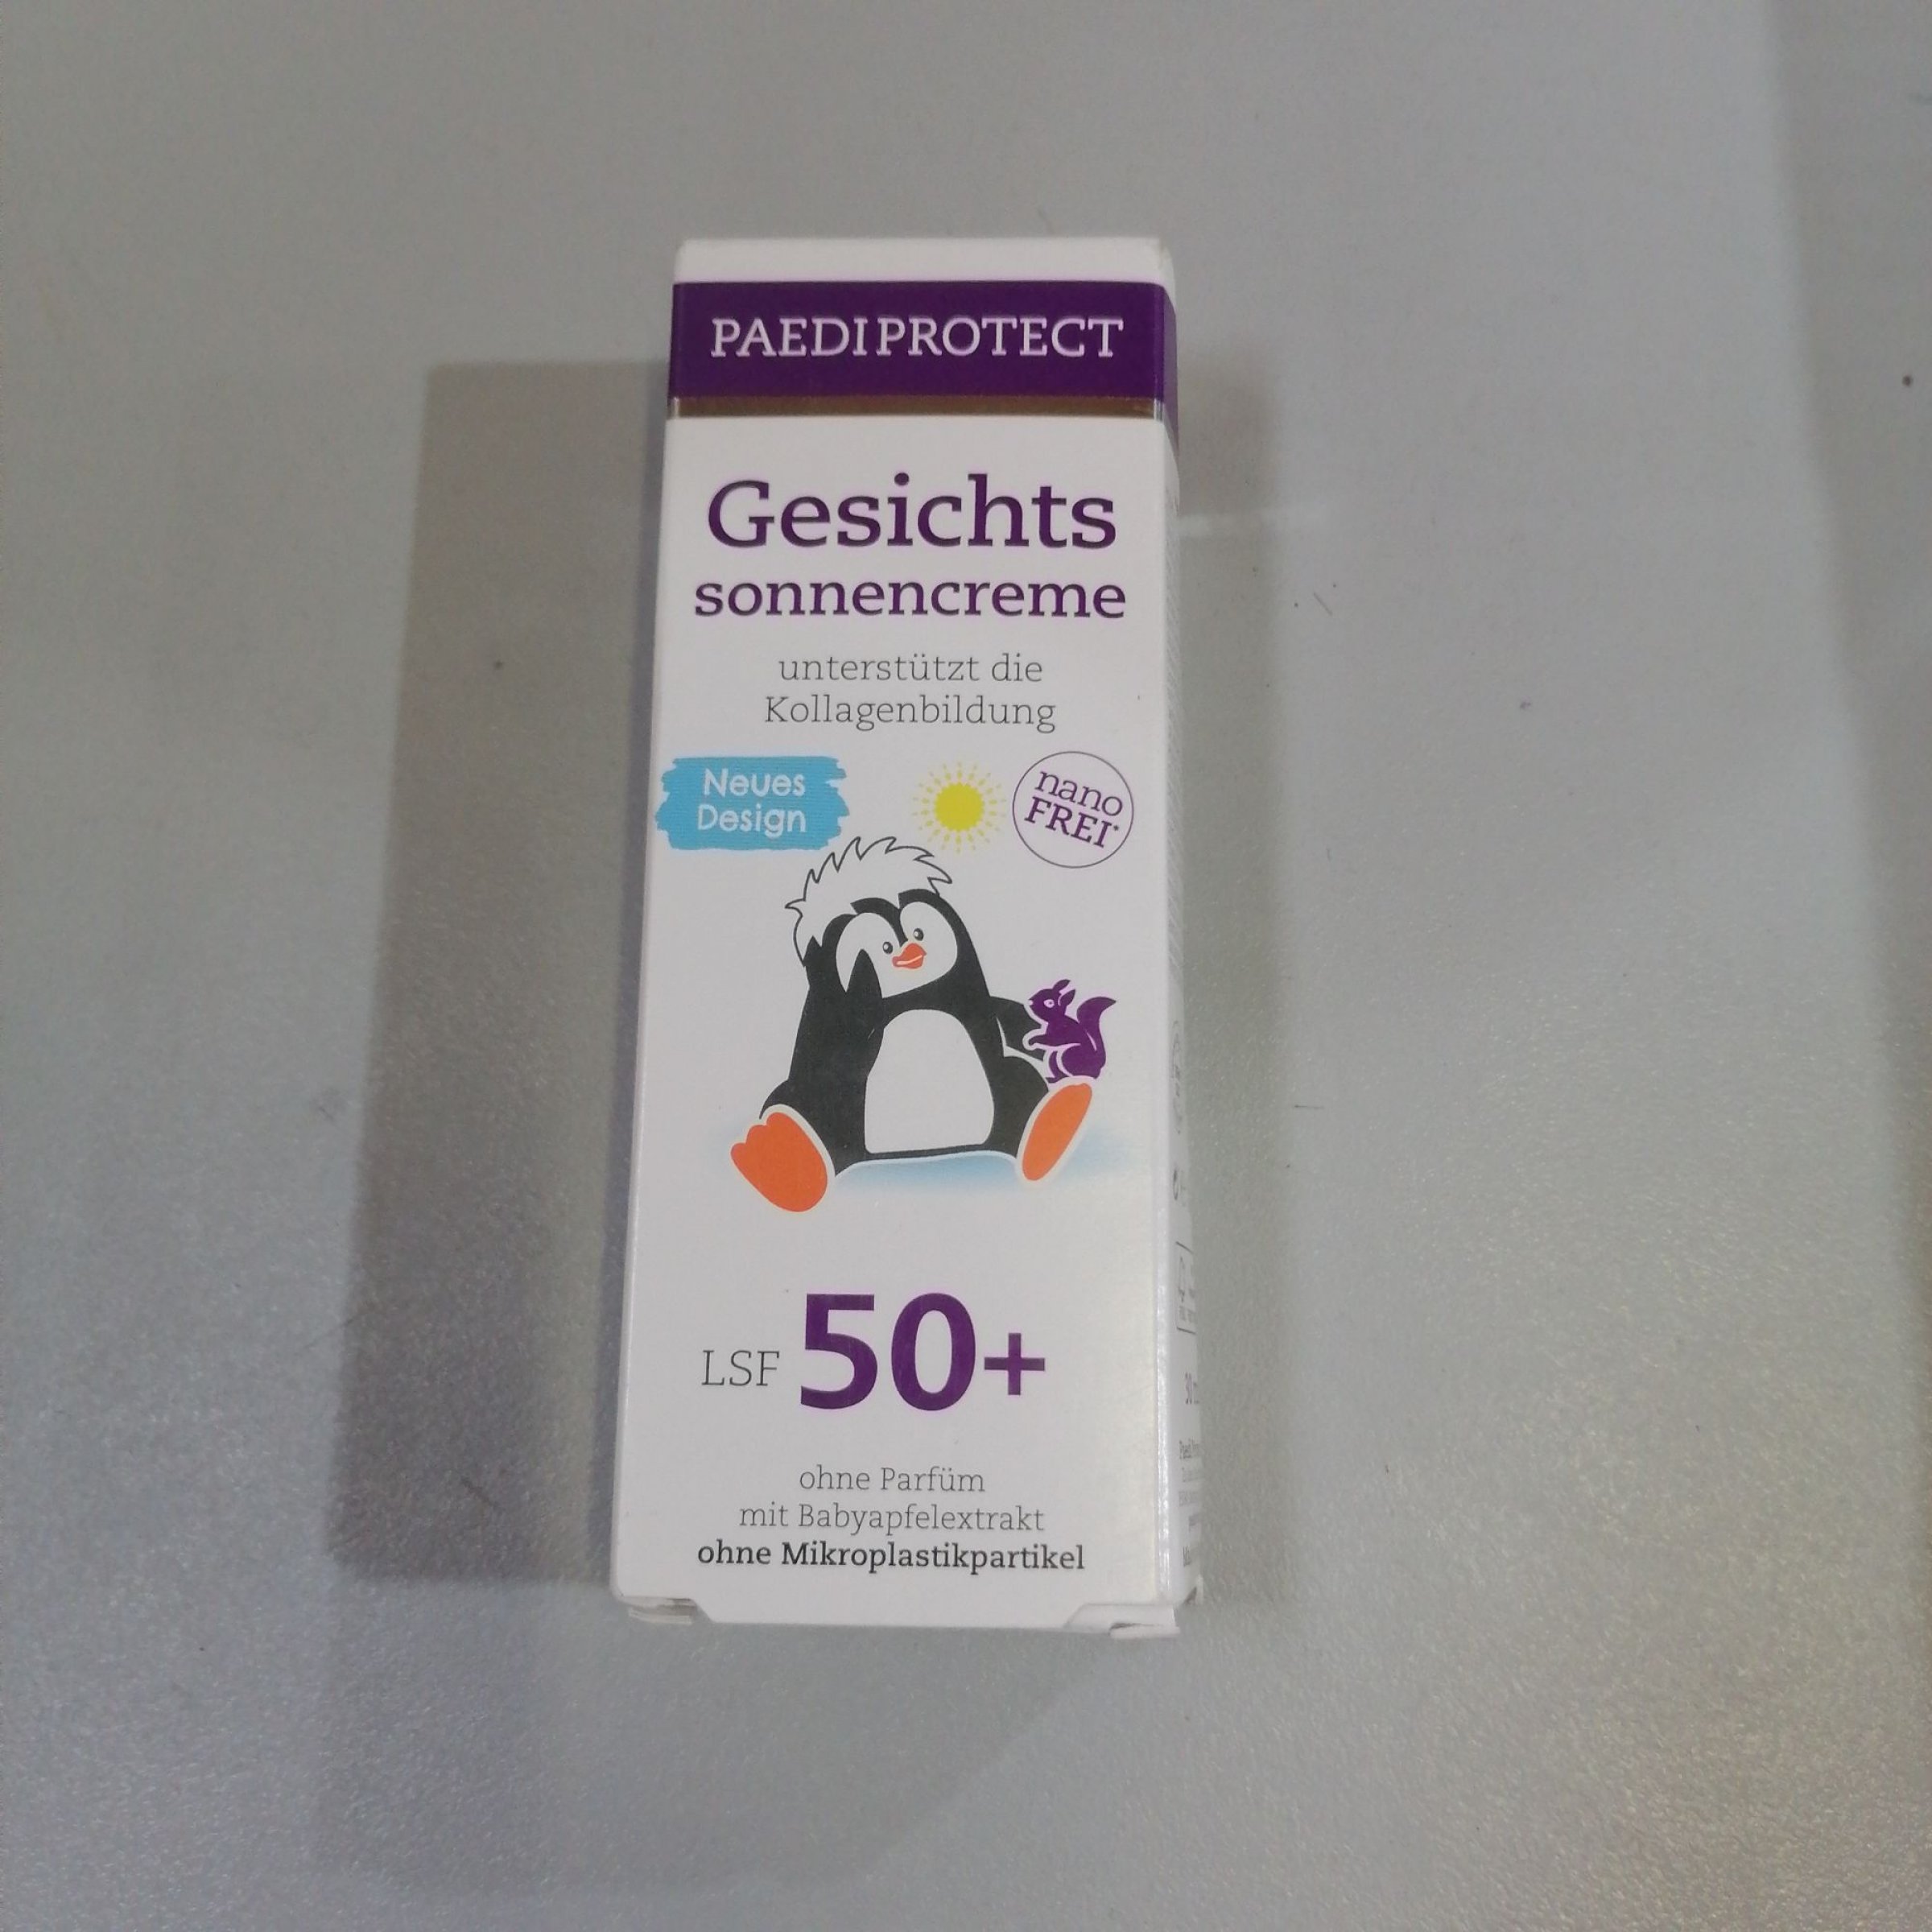 PAEDIPROTECT
Gesichts
sonnencreme
unterstützt die
Kollagenbildung
Neues
Design
nano
FREI*
LSF 50+
ohne Parfüm
mit Babyapfelextrakt
ohne Mikroplastikpartikel